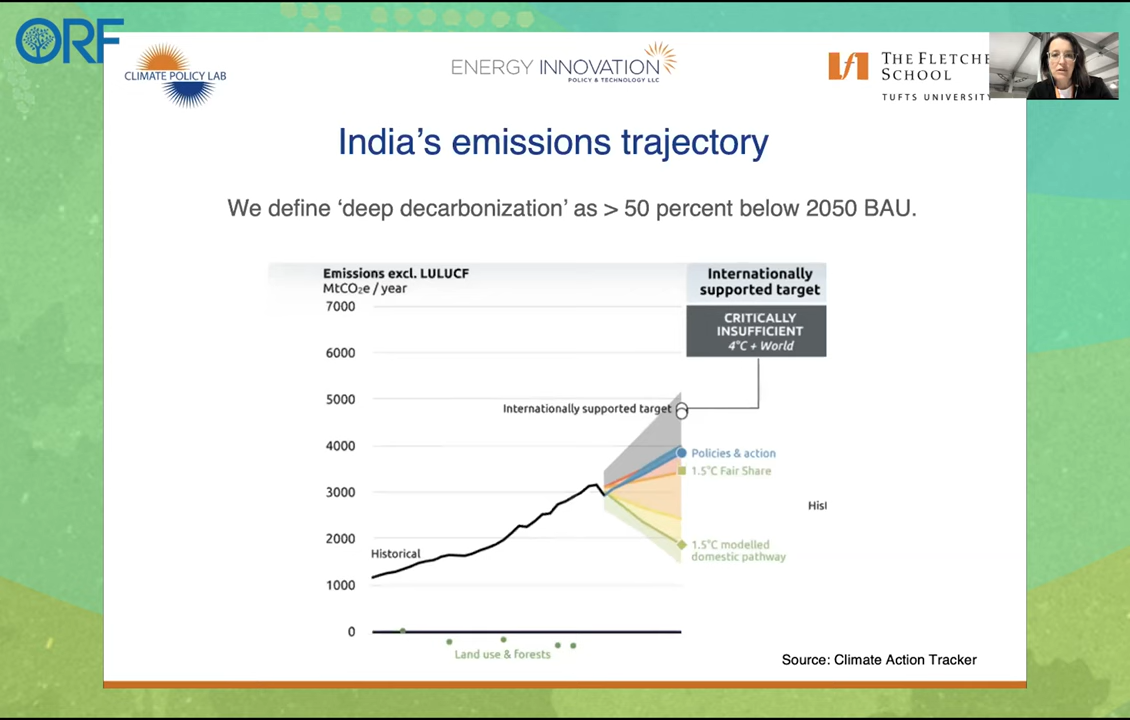 ORF
CLIMATE POLICY LAB
ENERGY INNOVATION
POLICY & TECHNOLOGY LLC
THE FLETCHE
SCHOOL
TUFTS UNIVERSITY
India's emissions trajectory
We define 'deep decarbonization' as > 50 percent below 2050 BAU.
Emissions excl. LULUCF
MtCO₂e / year
7000
6000
5000
4000
3000
2000
1000
0
Internationally
supported target
CRITICALLY
INSUFFICIENT
4°C + World
Internationally supported target
Policies & action
1.5°C Fair Share
Hist
1.5°C modelled
domestic pathway
Historical
Land use & forests
Source: Climate Action Tracker